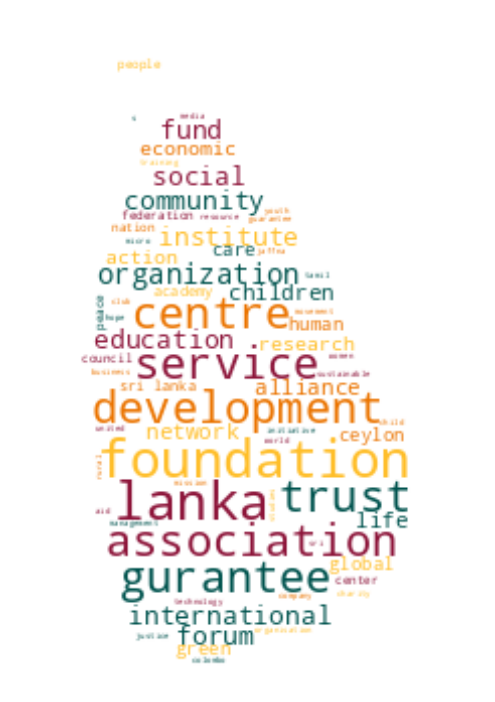 people
media
fund
economic
training
social
community
federation resource youth
guarantee
nation institute
micro care jaffna
action
organization tamil
academy children
peace club centre movement
hope human
education research
council service women
business sustainable
sri lanka alliance
development child
united network initiative ceylon
world
foundation
rural
mission
lanka trust
aid life
management
association sri
gurantee global
center
company charity
technology
international
justice forum organisation
green
colombo